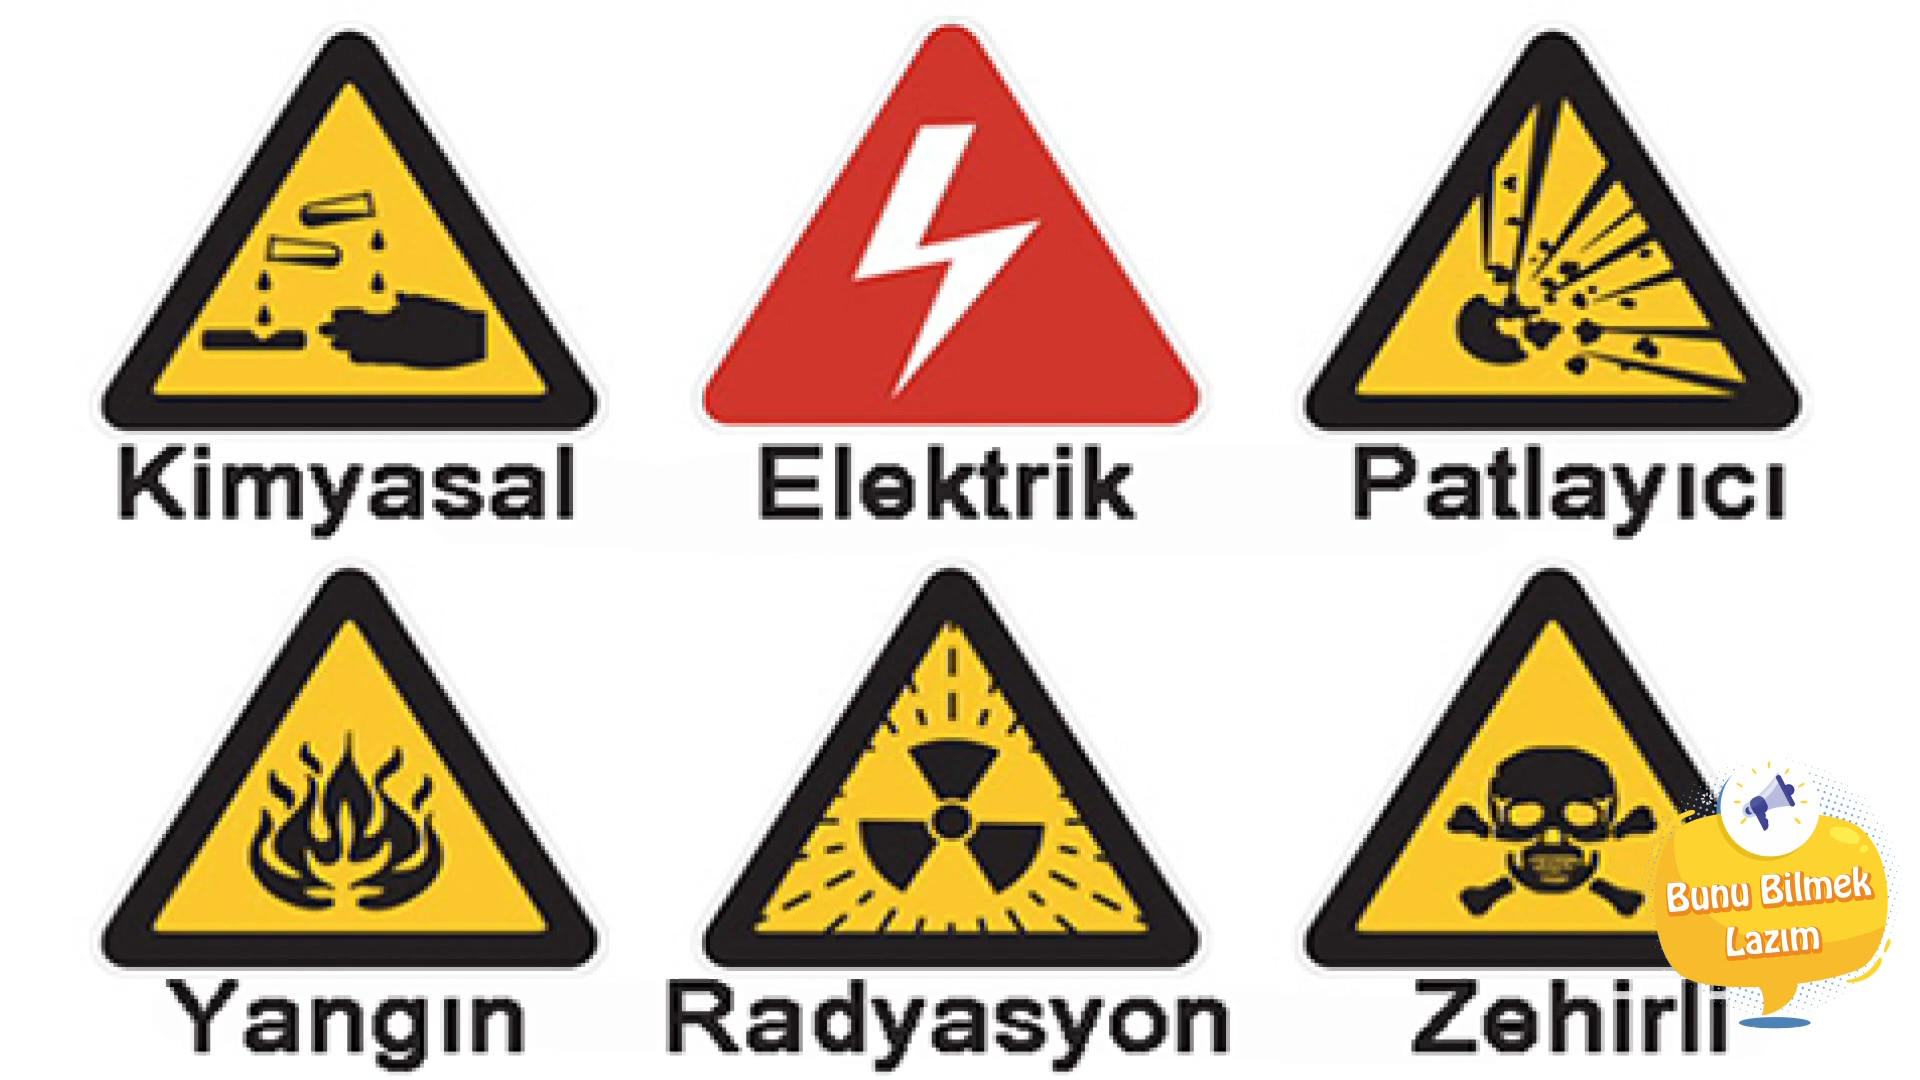 Kimyasal
Elektrik
Patlayıcı
Yangın
Radyasyon
Zehirli
Bunu Bilmek
Lazım